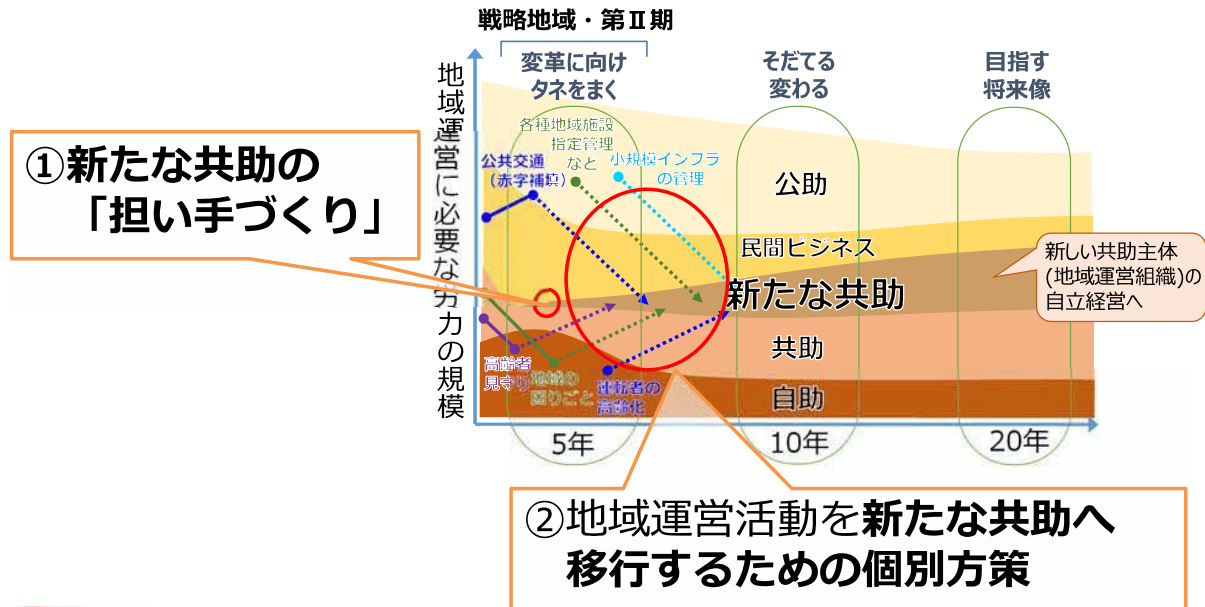 戦略地域・第Ⅱ期
変革に向け
タネをまく
そだてる
変わる
目指す
将来像
地域運営に必要な労力の規模
①新たな共助の
「担い手づくり」
各種地域施設
指定管理
など
公共交通
(赤字補填)
小規模インフラ
の管理
公助
民間ビジネス
新たな共助
共助
自助
新しい共助主体
(地域運営組織)の
自立経営へ
高齢者
見守り
地域の
困りごと
運転者の
高齢化
5年
10年
20年
②地域運営活動を新たな共助へ
移行するための個別方策